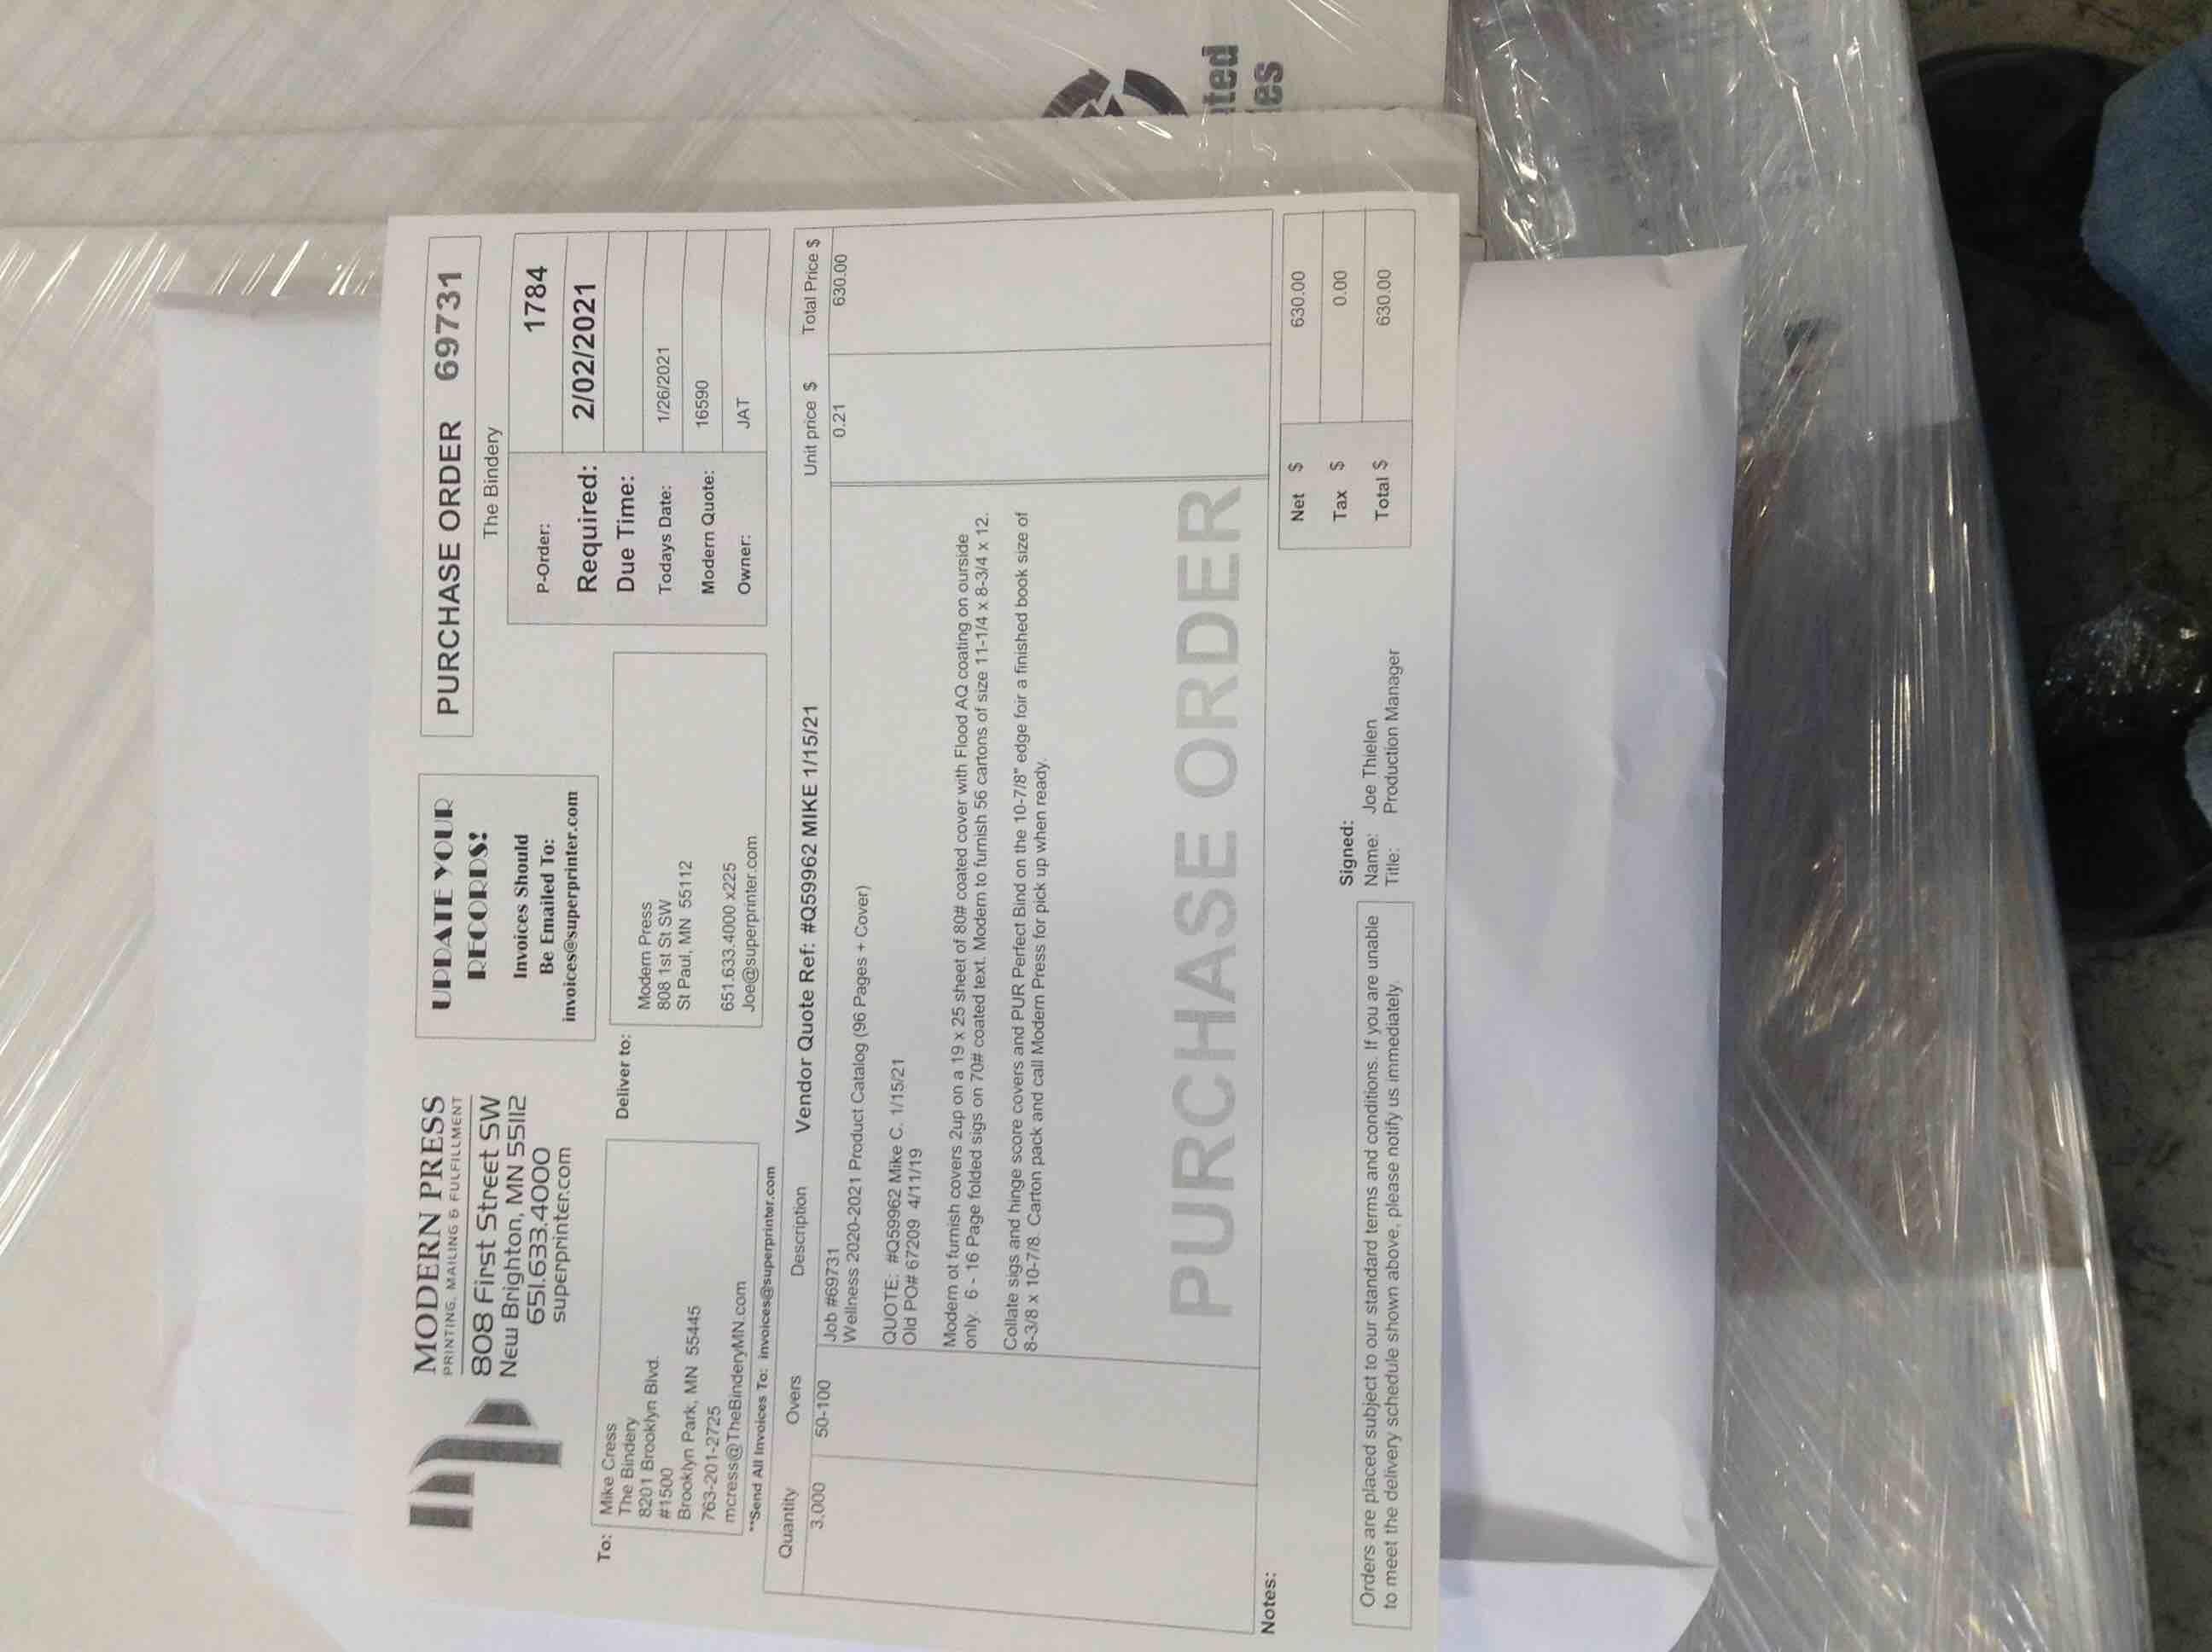 MODERN PRESS
PRINTING, MAILING & FULFILLMENT
808 First Street SW
New Brighton, MN 55112
651.633.4000
superprinter.com
UPDATE YOUR
RECORDS!
Invoices Should
Be Emailed To:
invoices@superprinter.com
PURCHASE ORDER 69731
The Bindery
P-Order: 1784
Required: 2/02/2021
Due Time:
Todays Date: 1/26/2021
Modern Quote: 16590
Owner: JAT
To: Mike Cress
The Bindery
8201 Brooklyn Blvd.
#1500
Brooklyn Park, MN 55445
763-201-2725
mcress@TheBinderyMN.com
**Send All Invoices To: invoices@superprinter.com
Deliver to:
Modern Press
808 1st St SW
St Paul, MN 55112
651.633.4000 x225
Joe@superprinter.com
Quantity Overs Description Vendor Quote Ref: #Q59962 MIKE 1/15/21 Unit price $ Total Price $
3,000 50-100 Job #69731 0.21 630.00
Wellness 2020-2021 Product Catalog (96 Pages + Cover)
QUOTE: #Q59962 Mike C. 1/15/21
Old PO# 67209 4/11/19
Modern ot furnish covers 2up on a 19 x 25 sheet of 80# coated cover with Flood AQ coating on ourside
only. 6 - 16 Page folded sigs on 70# coated text. Modern to furnish 56 cartons of size 11-1/4 x 8-3/4 x 12.
Collate sigs and hinge score covers and PUR Perfect Bind on the 10-7/8" edge foir a finished book size of
8-3/8 x 10-7/8. Carton pack and call Modern Press for pick up when ready.
PURCHASE ORDER
Notes:
Net $ 630.00
Tax $ 0.00
Total $ 630.00
Signed:
Name: Joe Thielen
Title: Production Manager
Orders are placed subject to our standard terms and conditions. If you are unable
to meet the delivery schedule shown above, please notify us immediately.